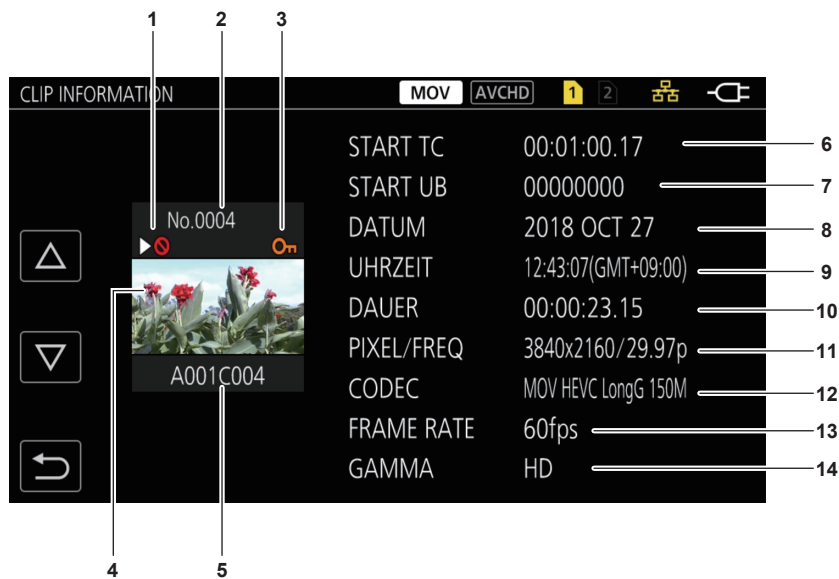 1 2 3
CLIP INFORMATION MOV AVCHD 1 2
START TC 00:01:00.17 6
START UB 00000000 7
No.0004
DATUM 2018 OCT 27 8
UHRZEIT 12:43:07(GMT+09:00) 9
DAUER 00:00:23.15 10
PIXEL/FREQ 3840x2160/29.97p 11
A001C004
CODEC MOV HEVC LongG 150M 12
FRAME RATE 60fps 13
GAMMA HD 14
4 5